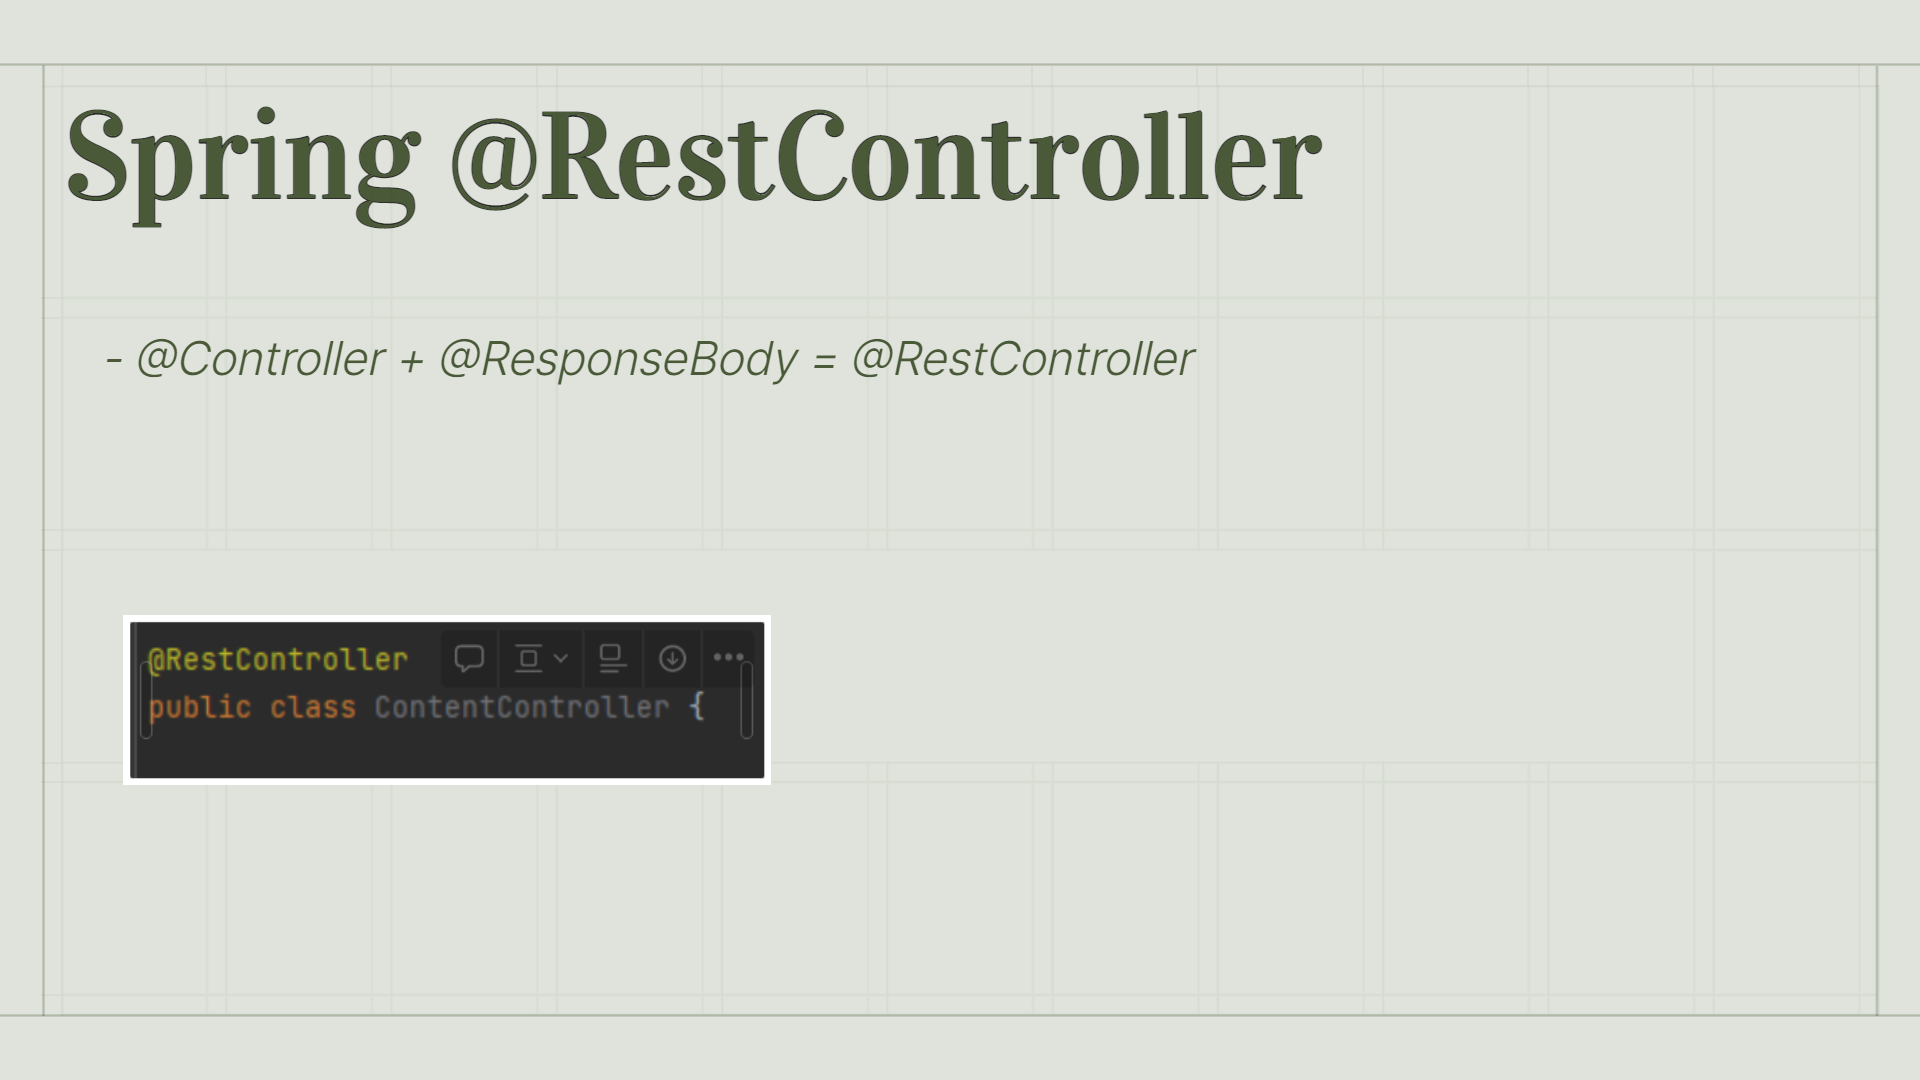 Spring @RestController
- @Controller + @ResponseBody = @RestController
@RestController
public class ContentController {